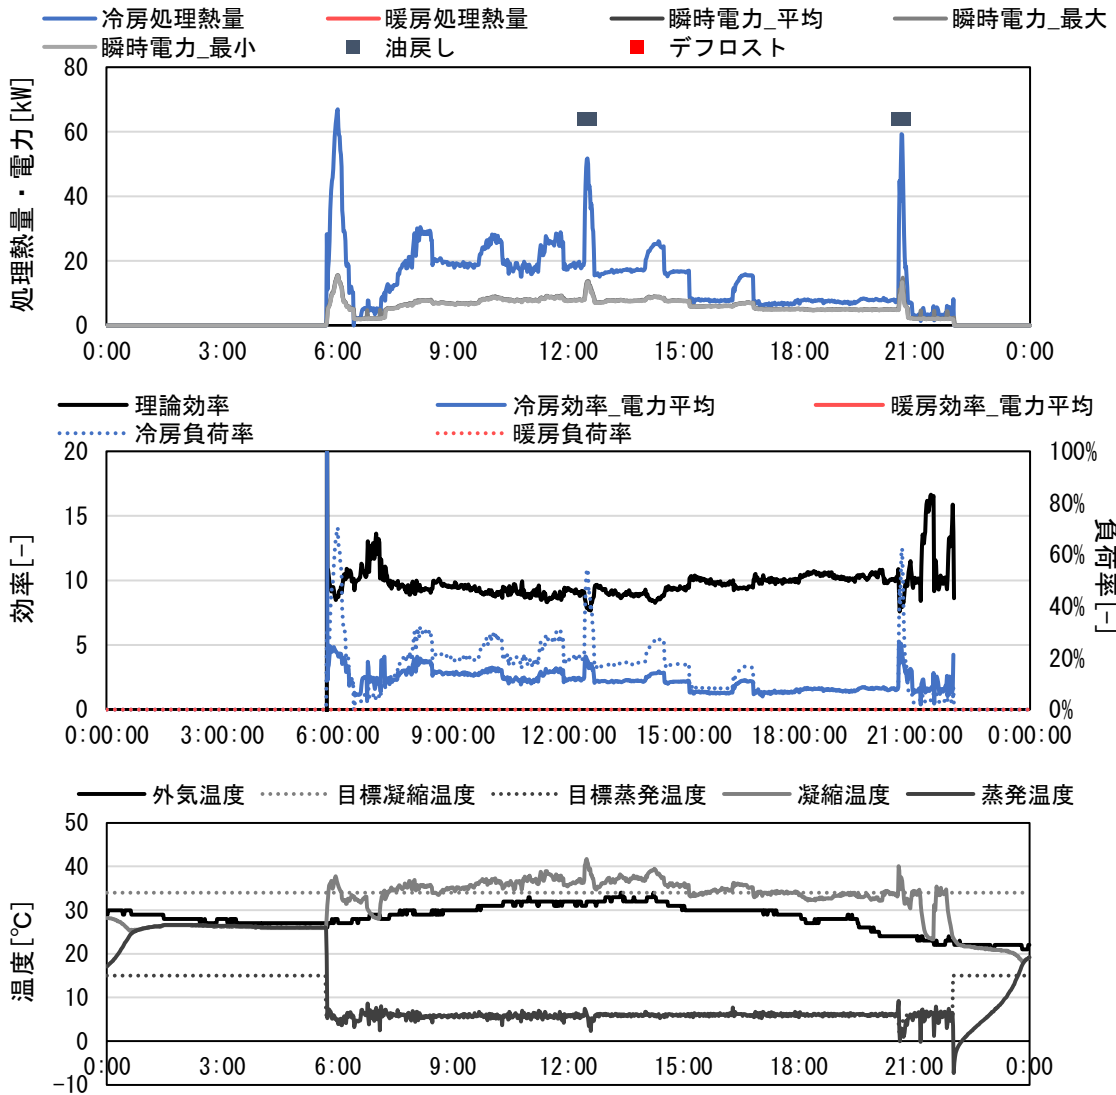 冷房処理熱量 暖房処理熱量 瞬時電力_平均 瞬時電力_最大
瞬時電力_最小 油戻し デフロスト
処理熱量・電力[kW]
80
60
40
20
0
0:00 3:00 6:00 9:00 12:00 15:00 18:00 21:00 0:00
理論効率 冷房効率_電力平均 暖房効率_電力平均
冷房負荷率 暖房負荷率
効率[-]
20
15
10
5
0
負荷率[-]
100%
80%
60%
40%
20%
0%
0:00:00 3:00:00 6:00:00 9:00:00 12:00:00 15:00:00 18:00:00 21:00:00 0:00:00
外気温度 目標凝縮温度 目標蒸発温度 凝縮温度 蒸発温度
温度[℃]
50
40
30
20
10
0
-10
0:00 3:00 6:00 9:00 12:00 15:00 18:00 21:00 0:00